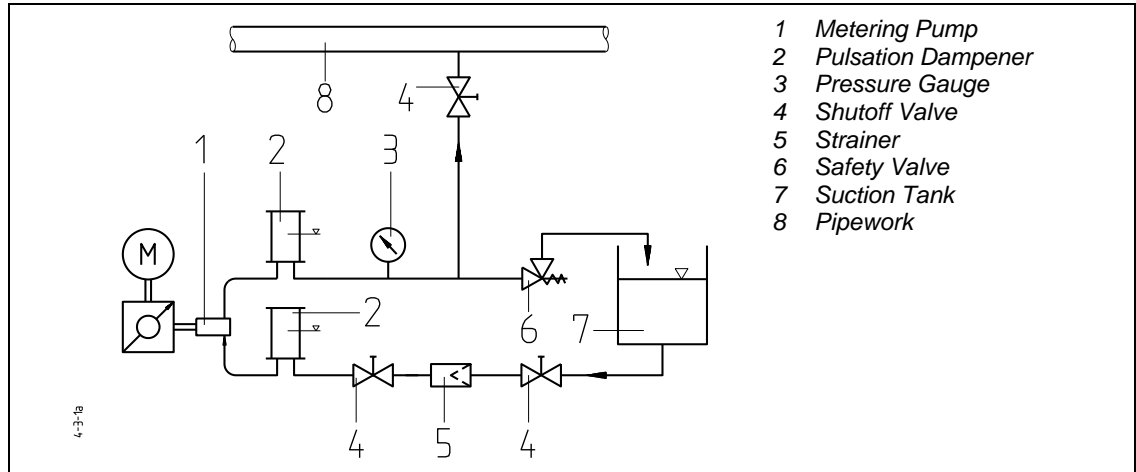 1 Metering Pump
2 Pulsation Dampener
3 Pressure Gauge
4 Shutoff Valve
5 Strainer
6 Safety Valve
7 Suction Tank
8 Pipework
8
4
1
2
3
M
2
6
7
4
5
4
4-3-1a